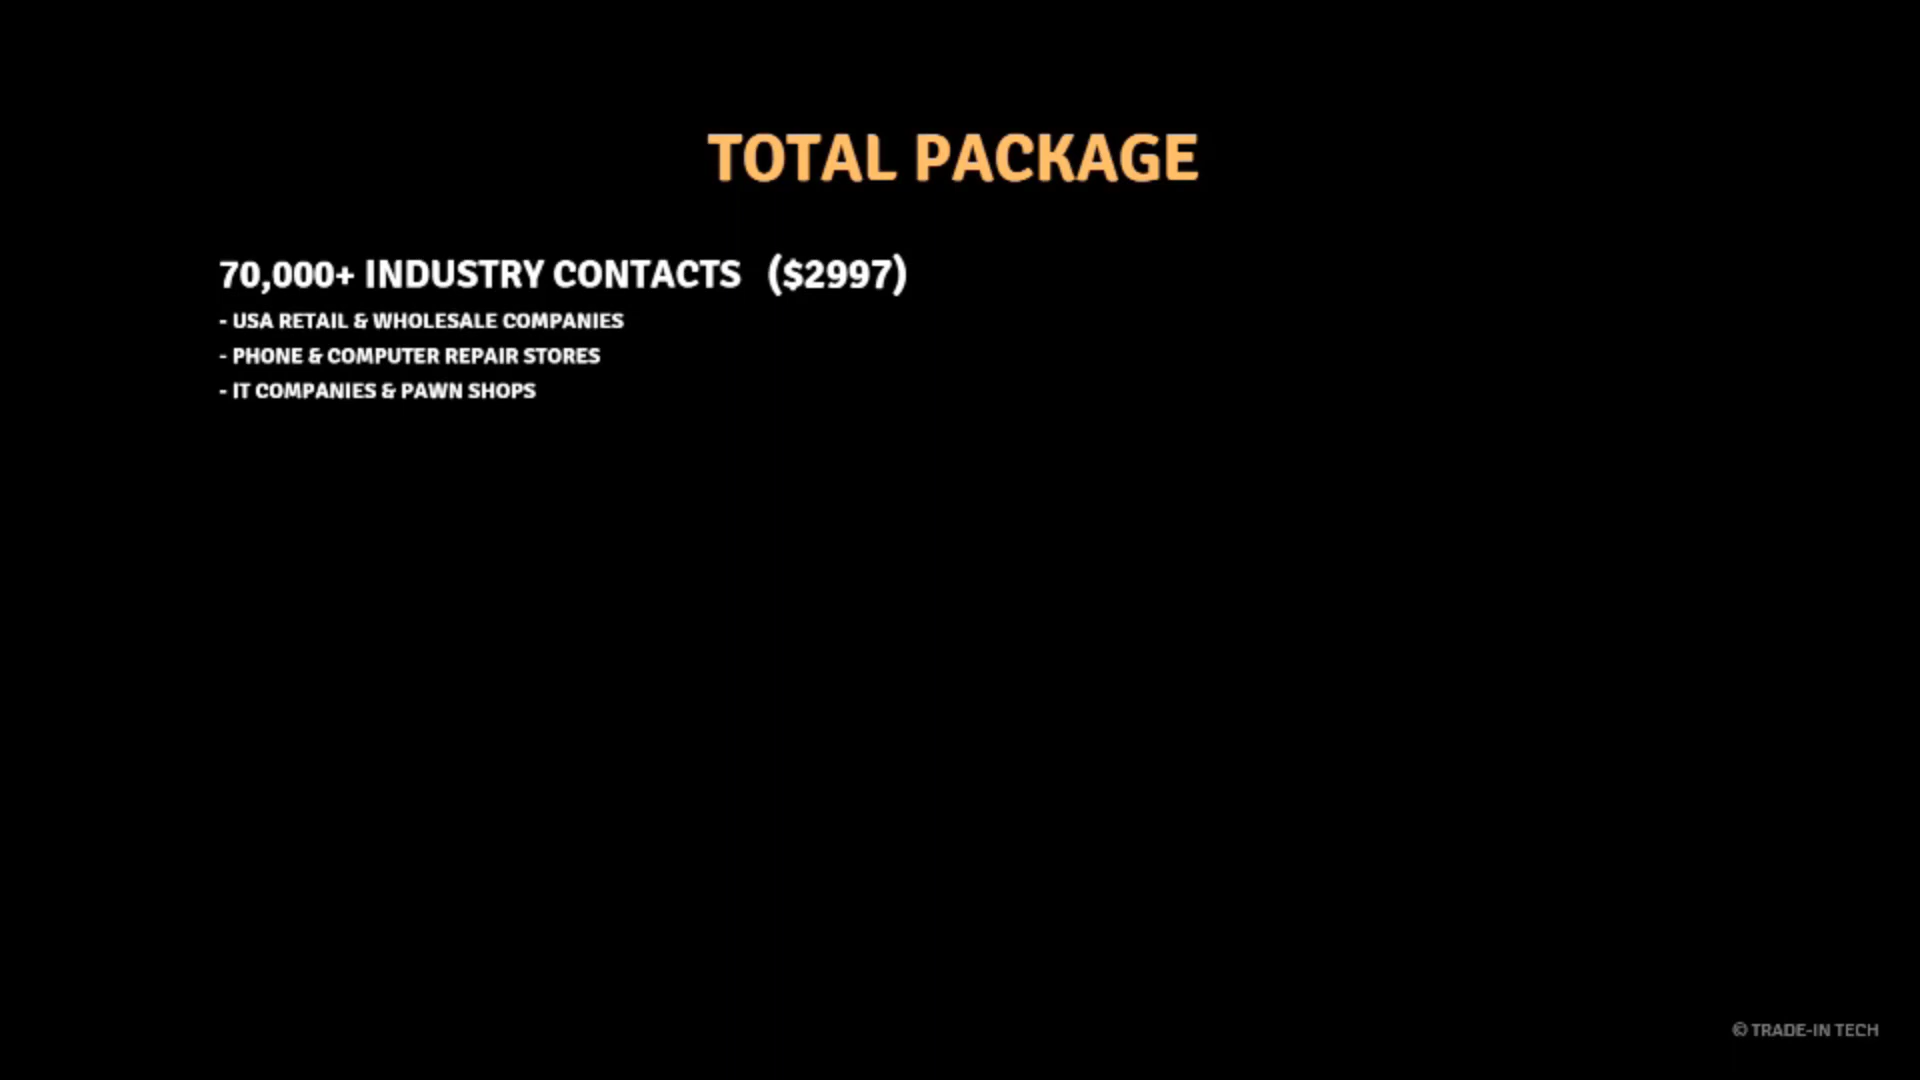 TOTAL PACKAGE
70,000+ INDUSTRY CONTACTS ($2997)
- USA RETAIL & WHOLESALE COMPANIES
- PHONE & COMPUTER REPAIR STORES
- IT COMPANIES & PAWN SHOPS
© TRADE-IN TECH